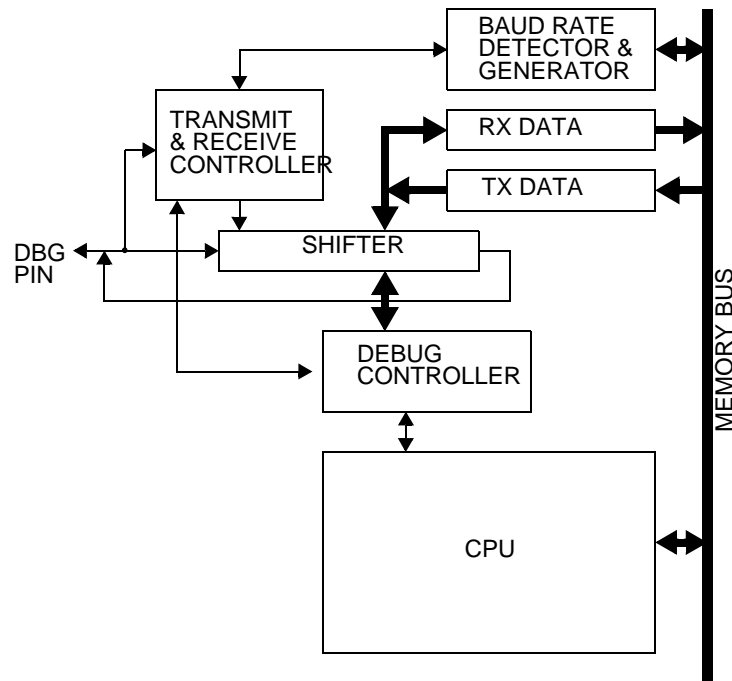 BAUD RATE
DETECTOR &
GENERATOR
TRANSMIT
& RECEIVE
CONTROLLER
RX DATA
TX DATA
SHIFTER
DBG
PIN
DEBUG
CONTROLLER
MEMORY BUS
CPU